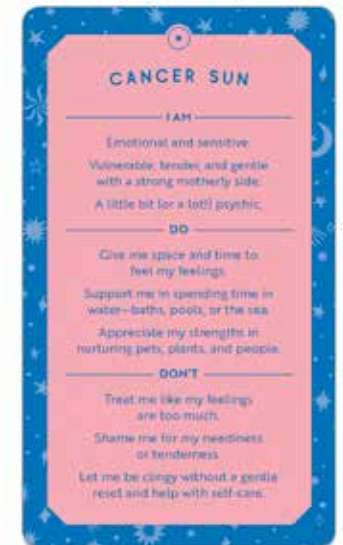 CANCER SUN
I AM
Emotional and sensitive.
Vulnerable, tender, and gentle
with a strong motherly side.
A little bit (or a lot!) psychic.
DO
Give me space and time to
feel my feelings.
Support me in spending time in
water—baths, pools, or the sea.
Appreciate my strengths in
nurturing pets, plants, and people.
DON'T
Treat me like my feelings
are too much.
Shame me for my neediness
or tenderness.
Let me be clingy without a gentle
reset and help with self-care.